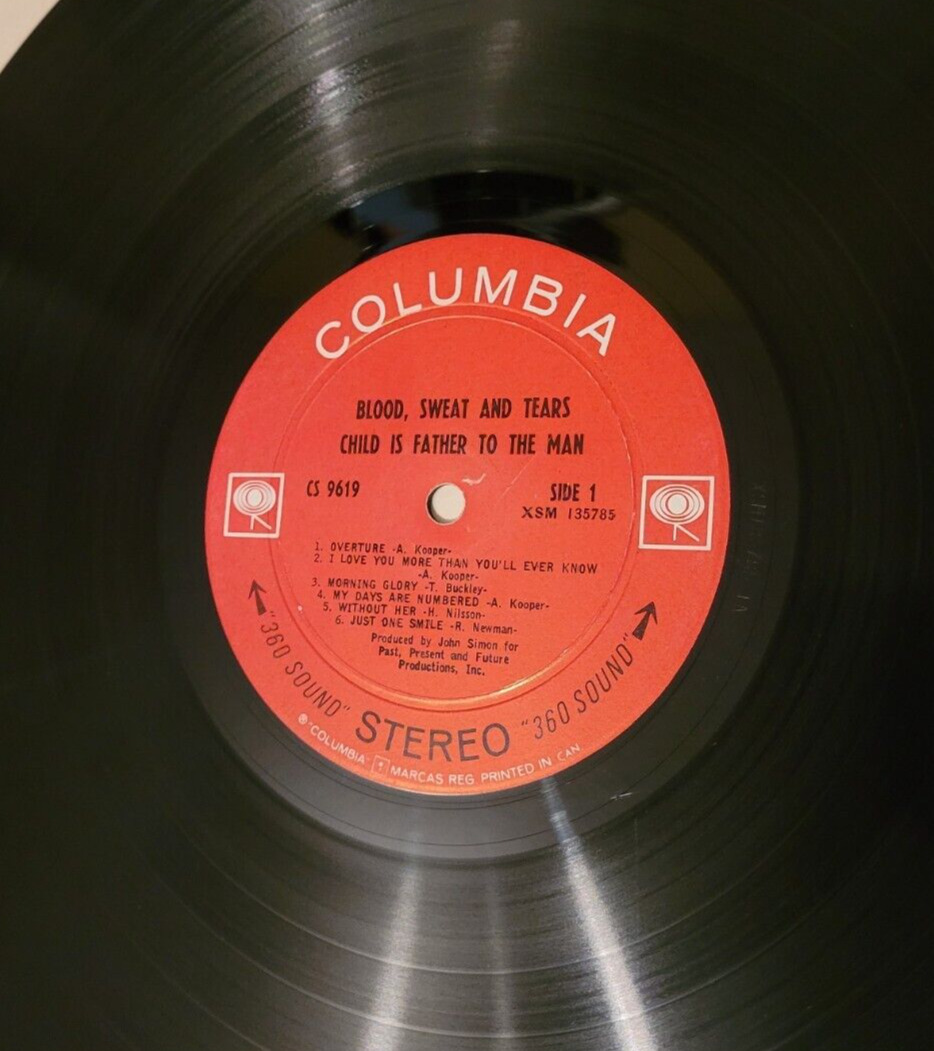 COLUMBIA
BLOOD, SWEAT AND TEARS
CHILD IS FATHER TO THE MAN
CS 9619
SIDE 1
XSM 135785
1. OVERTURE -A. Kooper-
2. I LOVE YOU MORE THAN YOU'LL EVER KNOW
-A. Kooper-
3. MORNING GLORY -T. Buckley-
4. MY DAYS ARE NUMBERED -A. Kooper-
5. WITHOUT HER -H. Nilsson-
6. JUST ONE SMILE -R. Newman-
Produced by John Simon for
Past, Present and Future
Productions, Inc.
"360 SOUND" STEREO "360 SOUND"
® "COLUMBIA" MARCAS REG. PRINTED IN CAN